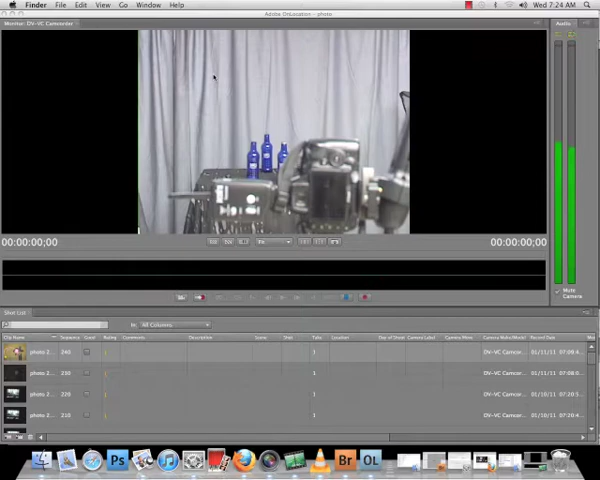 Finder File Edit View Go Window Help Wed 7:24 AM
Adobe OnLocation - photo
Monitor: DV-VC Camcorder Audio
00:00:00;00 00:00:00;00
Mute
Camera
Shot List
In: All Columns
Clip Name Sequence Good Rating Comments Description Scene Shot Take Location Camera Label Camera Make/Model Record Date
photo 2... 240 1 DV-VC Camcor... 01/11/11 07:09:4...
photo 2... 230 1 DV-VC Camcor... 01/11/11 07:08:0...
photo 2... 220 1 DV-VC Camcor... 01/10/11 07:20:5...
photo 2... 210 1 DV-VC Camcor... 01/10/11 07:20:4...
Ps Br OL